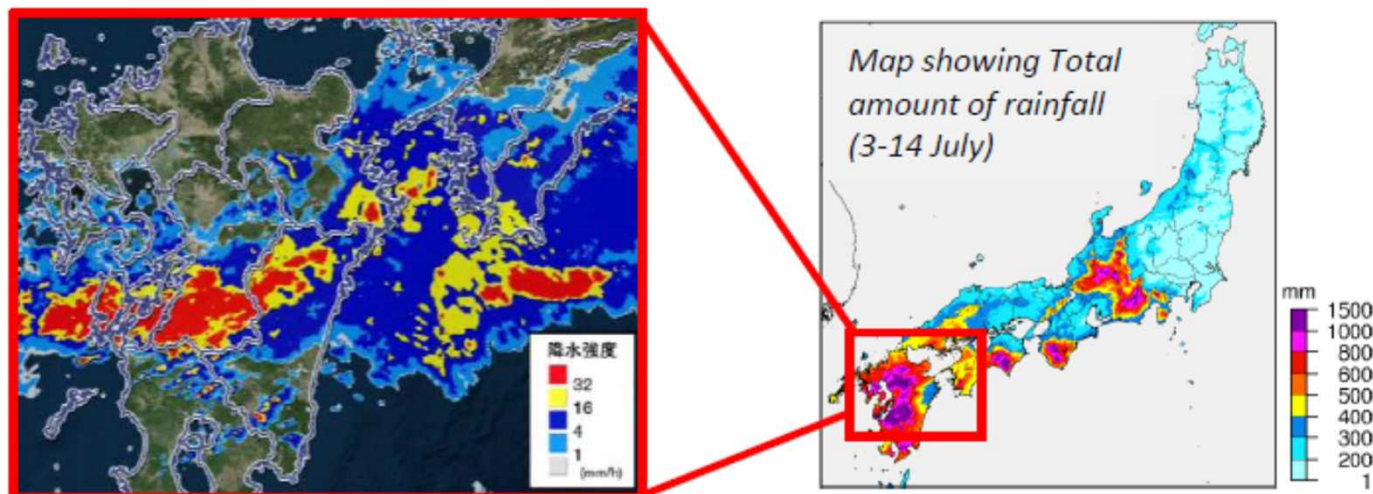 降水強度
32
16
4
1
(mm/h)
Map showing Total
amount of rainfall
(3-14 July)
mm
1500
1000
800
600
500
400
300
200
1